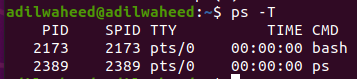 adilwaheed@adilwaheed:~$ ps -T
PID SPID TTY TIME CMD
2173 2173 pts/0 00:00:00 bash
2389 2389 pts/0 00:00:00 ps